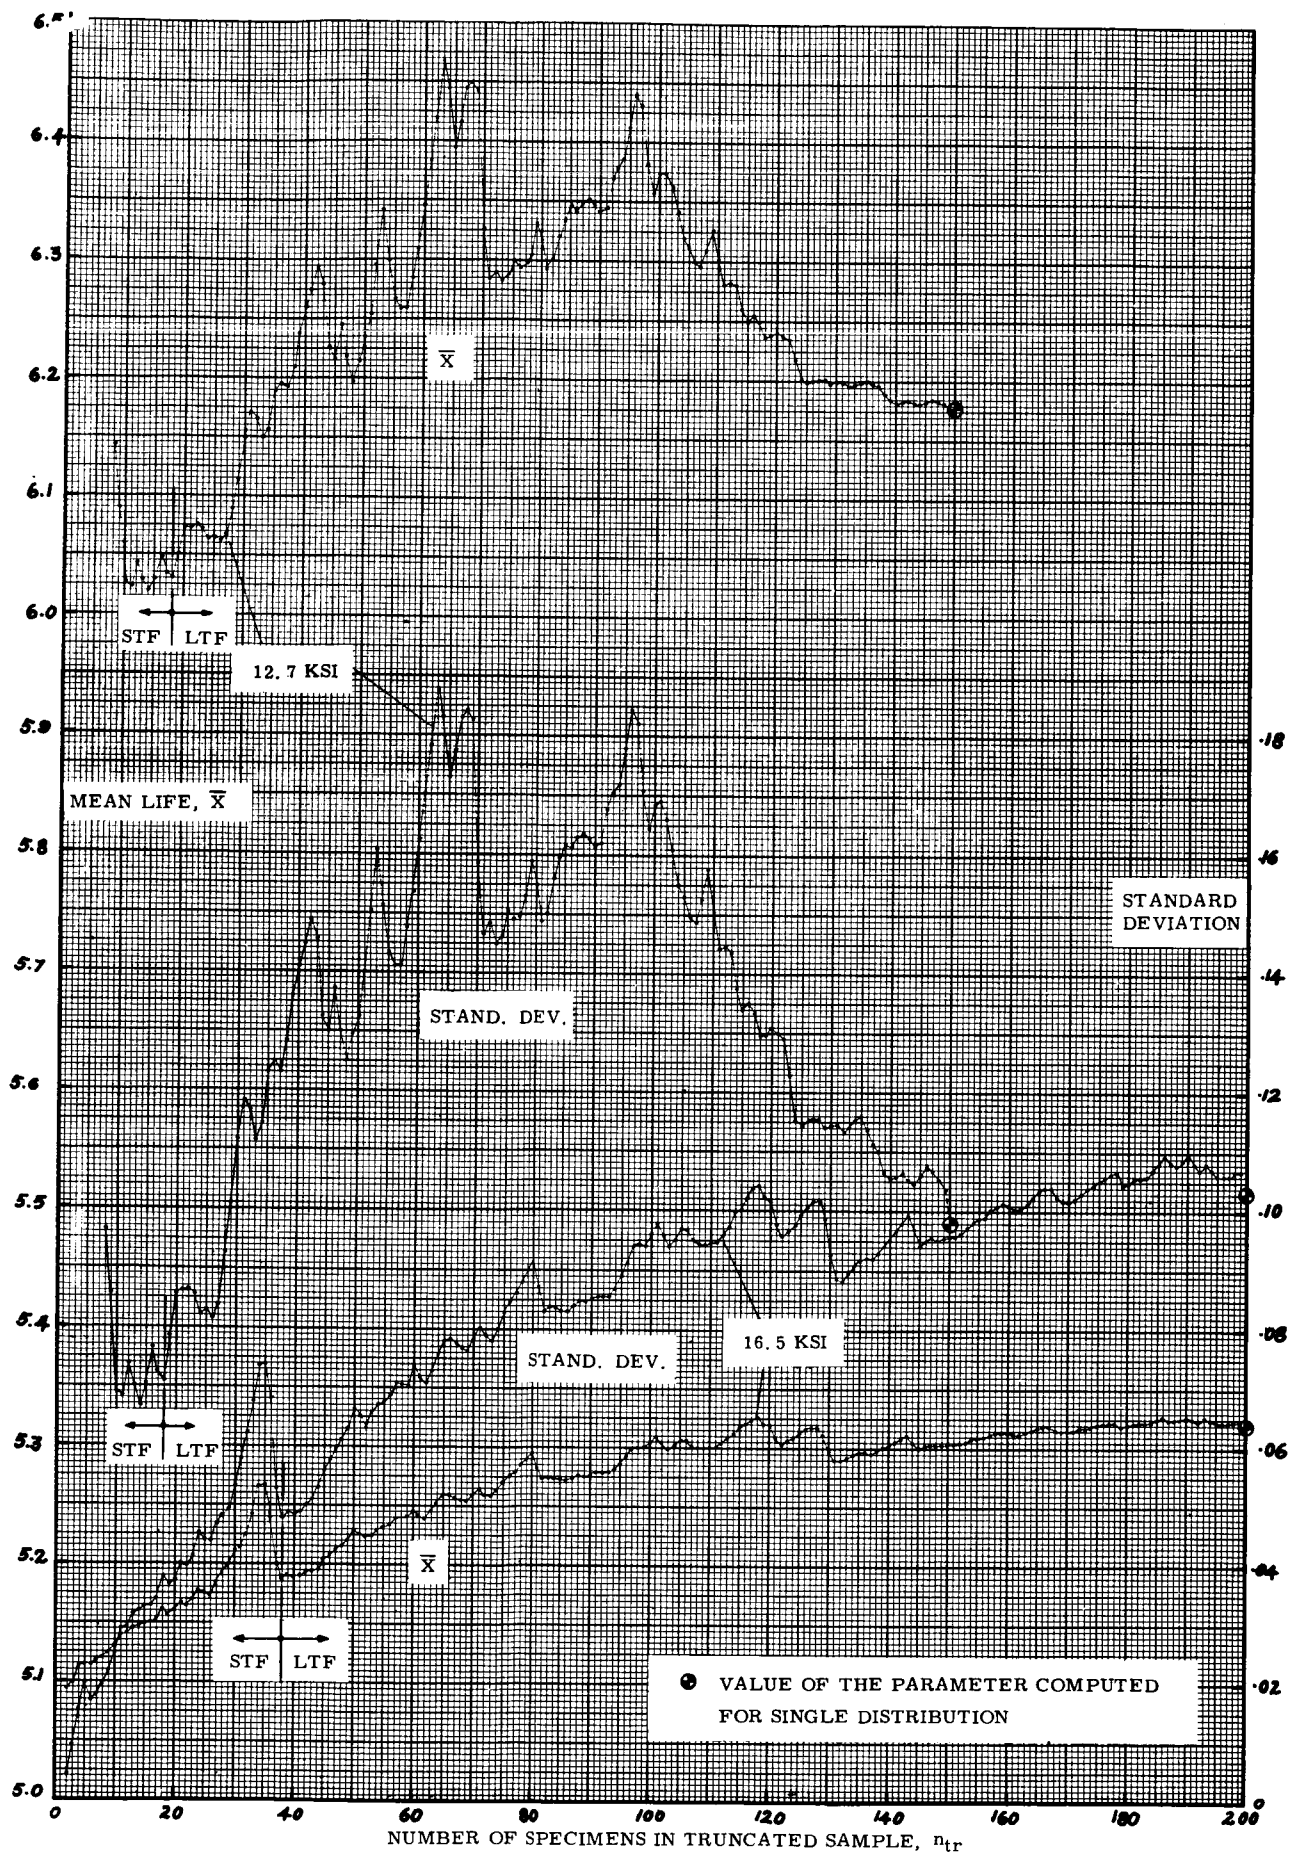 6.4
6.3
6.2
X̄
6.1
6.0
STF LTF
12.7 KSI
5.9
.18
MEAN LIFE, X̄
5.8
.16
STANDARD
DEVIATION
5.7
.14
STAND. DEV.
5.6
.12
5.5
.10
5.4
.08
16.5 KSI
STAND. DEV.
STF LTF
5.3
.06
5.2
X̄
.04
STF LTF
5.1
VALUE OF THE PARAMETER COMPUTED
FOR SINGLE DISTRIBUTION
.02
5.0
0
0 20 40 60 80 100 120 140 160 180 200
NUMBER OF SPECIMENS IN TRUNCATED SAMPLE, ntr